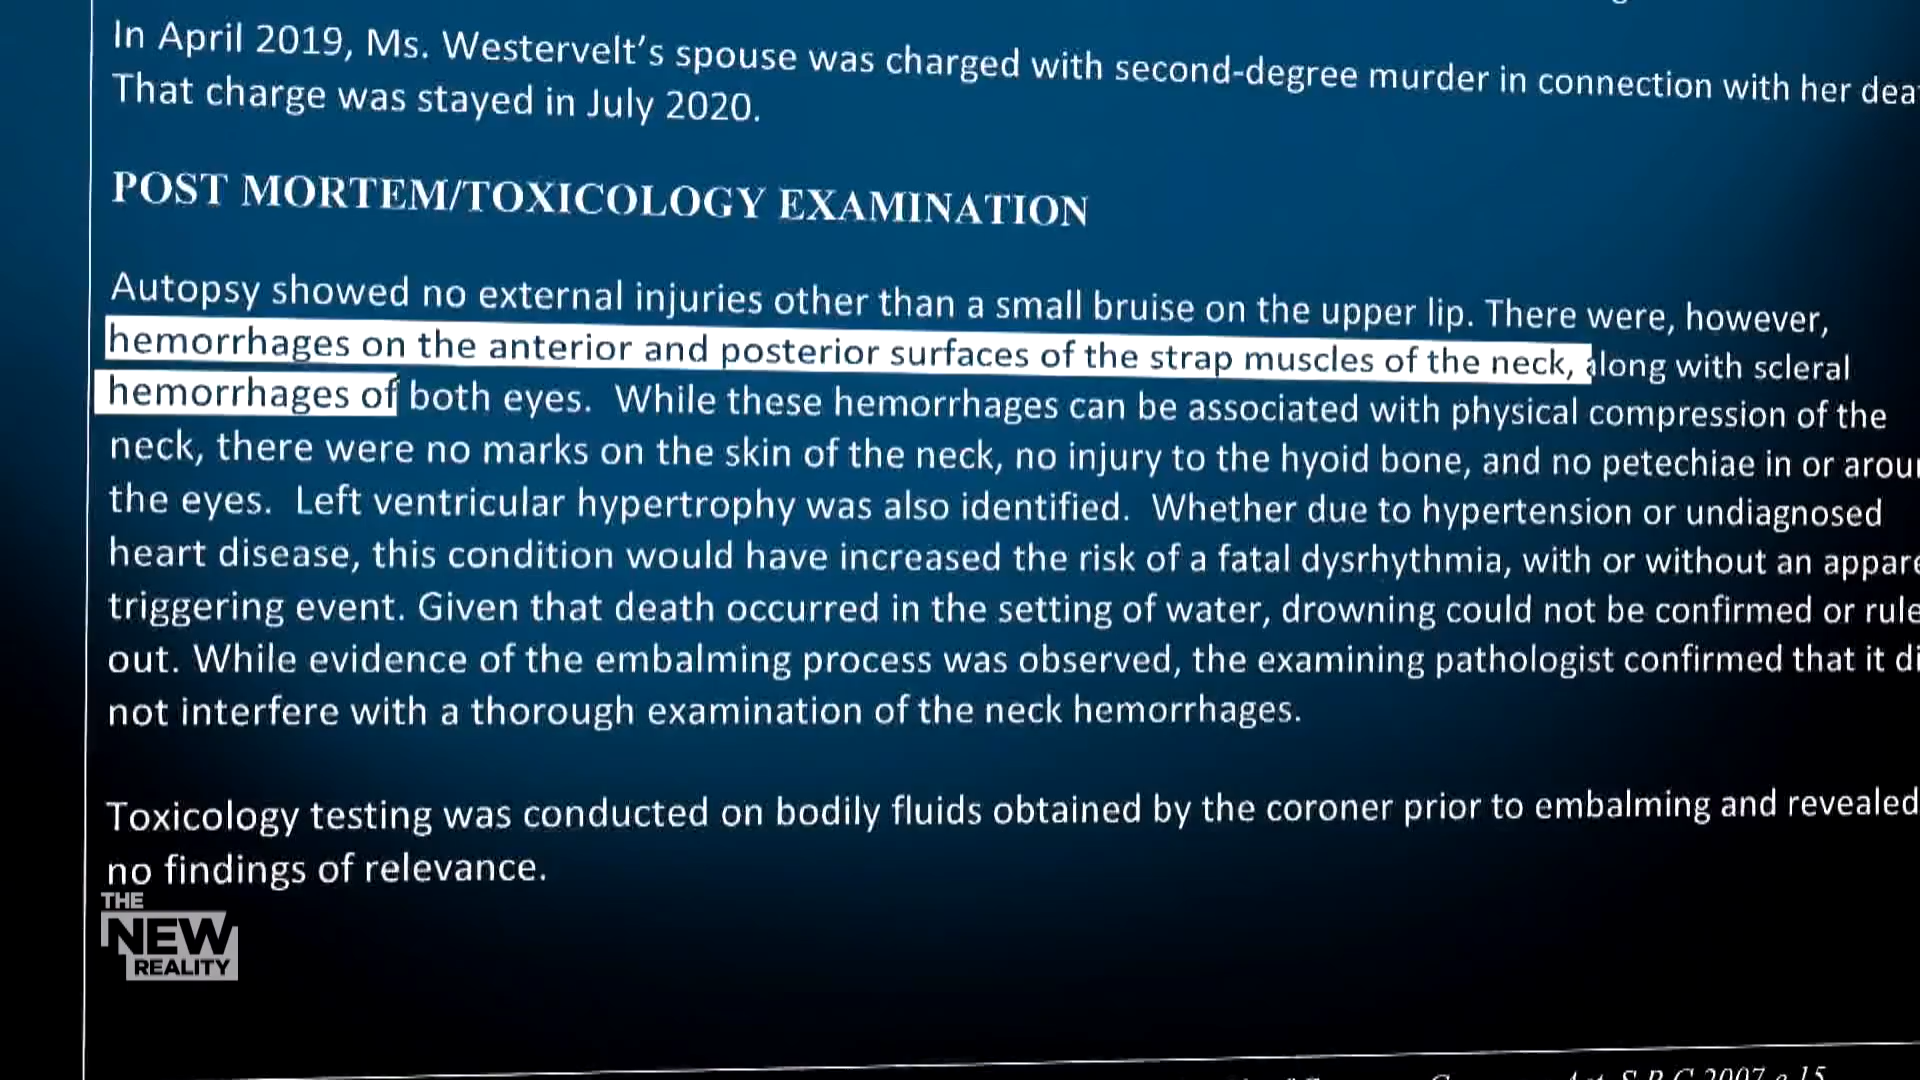 In April 2019, Ms. Westervelt's spouse was charged with second-degree murder in connection with her
That charge was stayed in July 2020.
POST MORTEM/TOXICOLOGY EXAMINATION
Autopsy showed no external injuries other than a small bruise on the upper lip. There were, however,
hemorrhages on the anterior and posterior surfaces of the strap muscles of the neck, along with scleral
hemorrhages of both eyes.  While these hemorrhages can be associated with physical compression of the
neck, there were no marks on the skin of the neck, no injury to the hyoid bone, and no petechiae in or
the eyes.  Left ventricular hypertrophy was also identified.  Whether due to hypertension or undiagnosed
heart disease, this condition would have increased the risk of a fatal dysrhythmia, with or without an
triggering event. Given that death occurred in the setting of water, drowning could not be confirmed or
out. While evidence of the embalming process was observed, the examining pathologist confirmed that it
not interfere with a thorough examination of the neck hemorrhages.
Toxicology testing was conducted on bodily fluids obtained by the coroner prior to embalming and revealed
no findings of relevance.
THE
NEW
REALITY